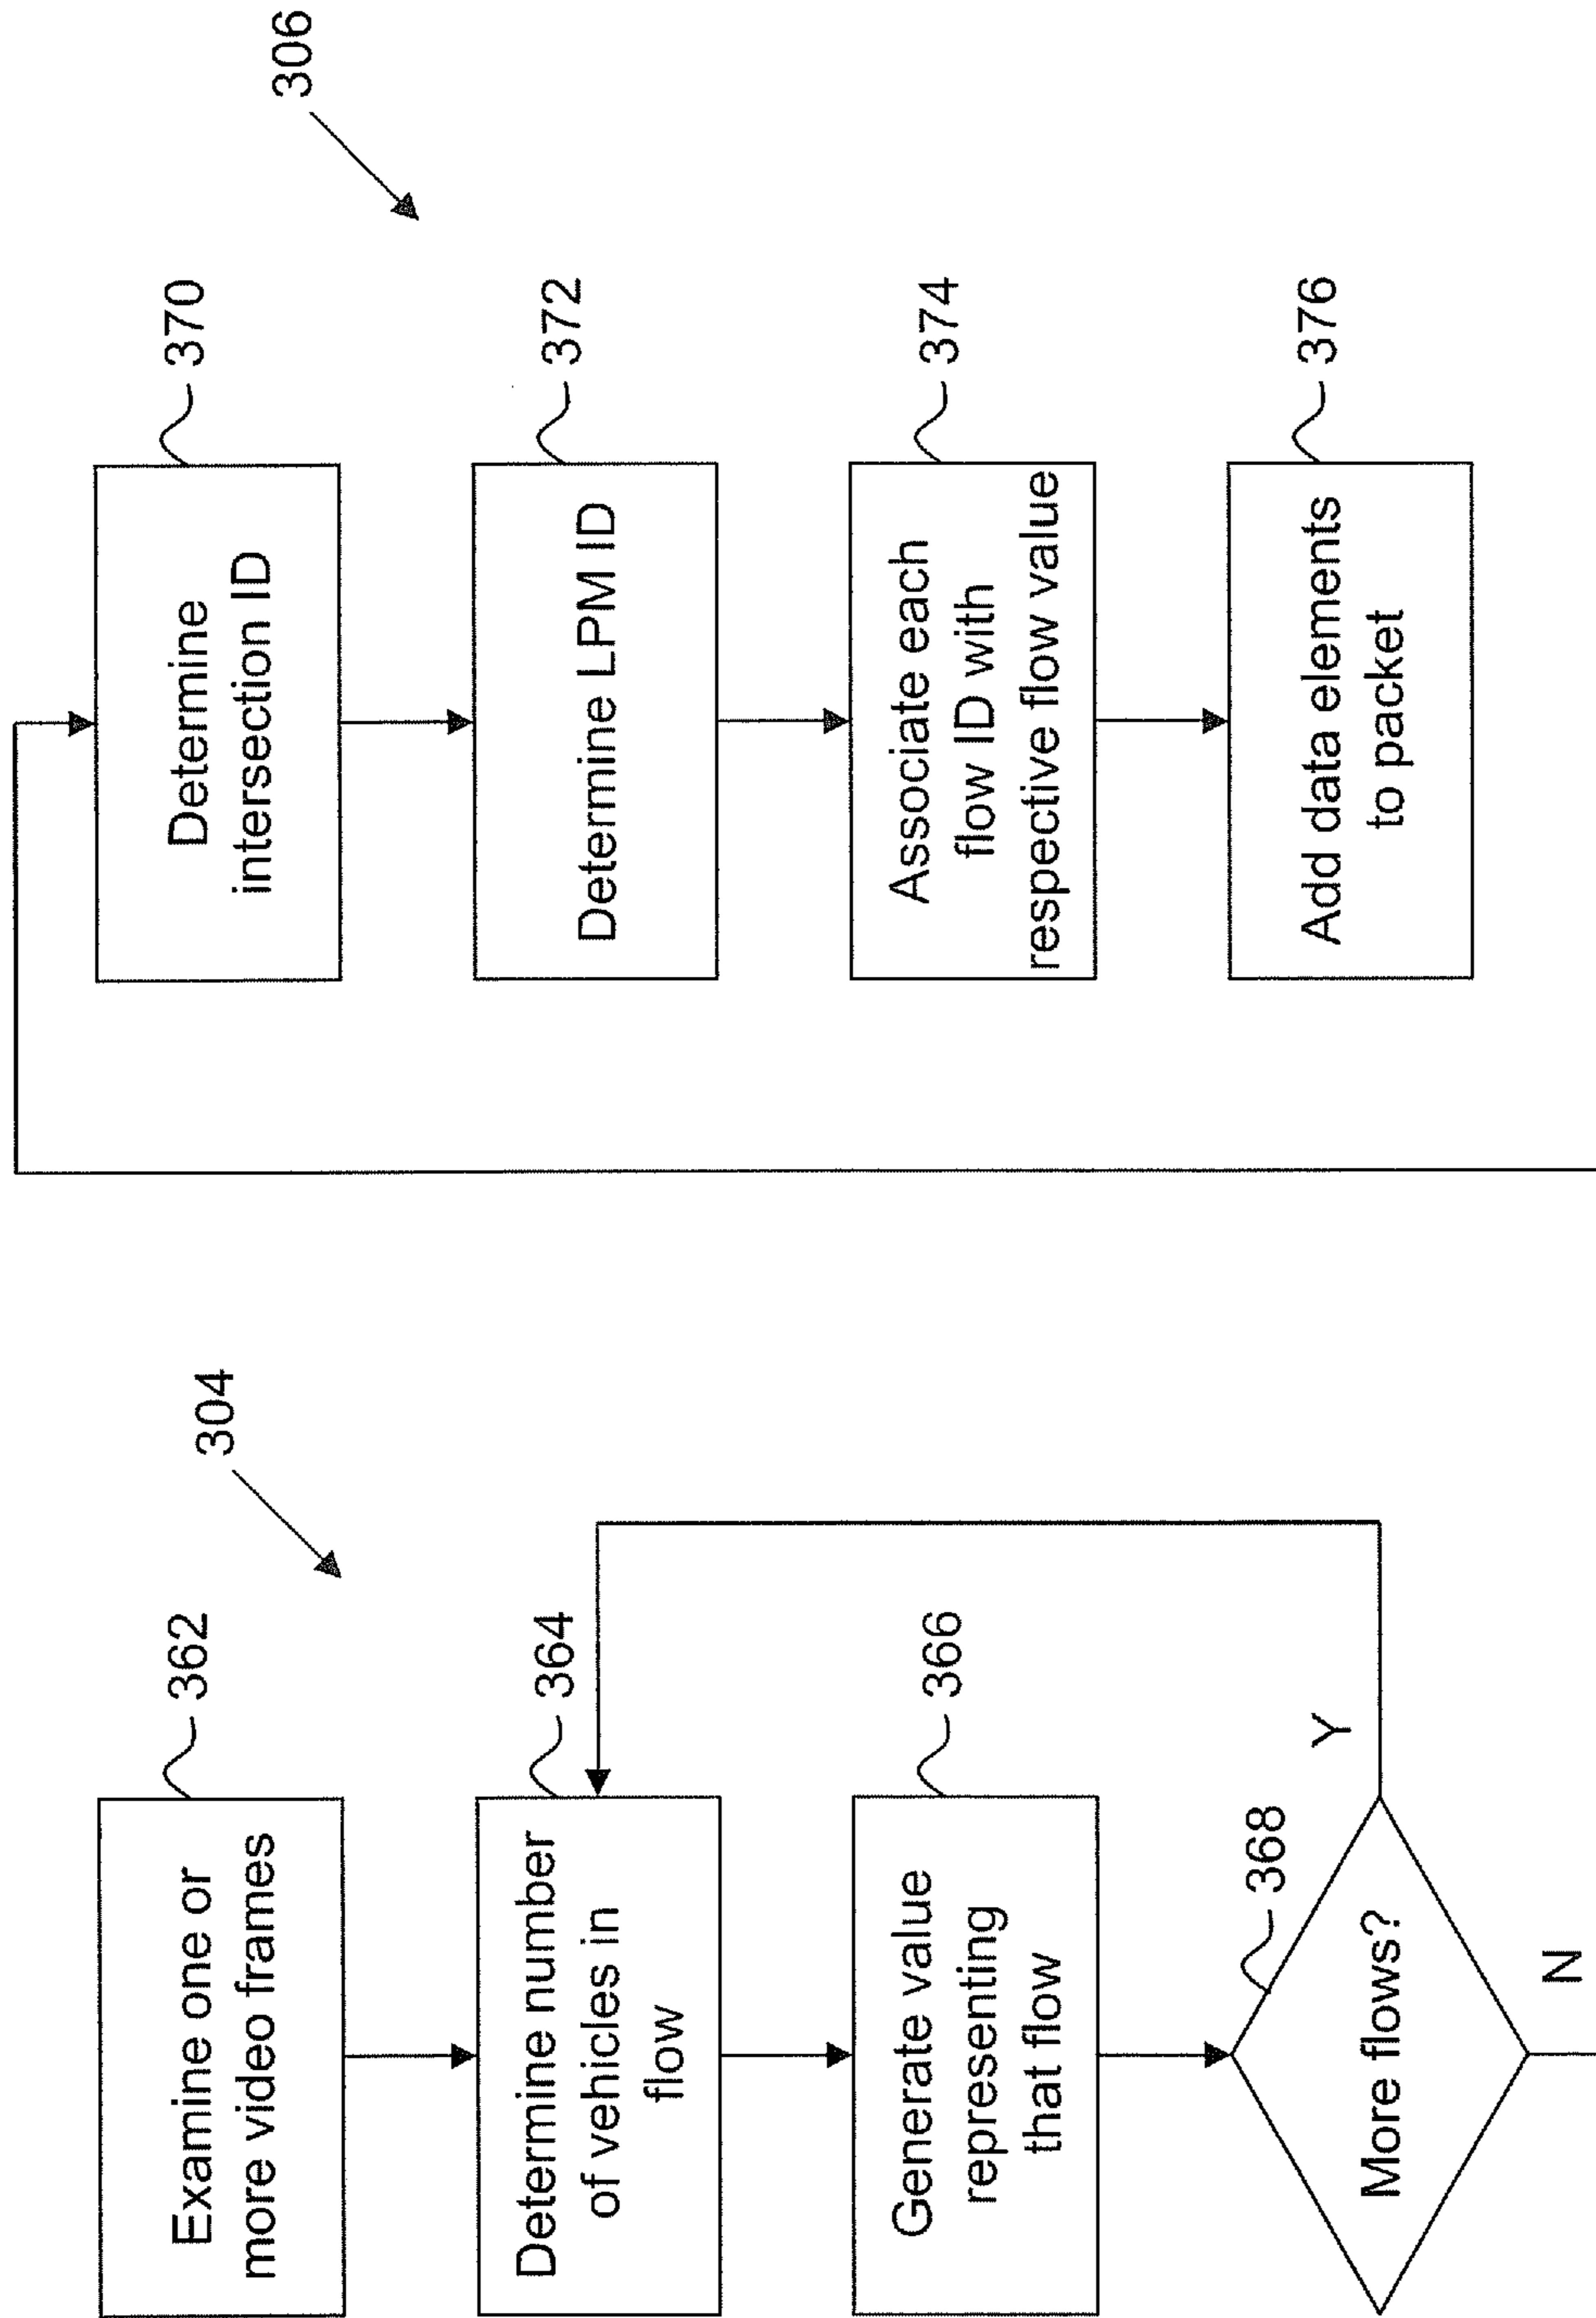 304
Examine one or
more video frames
362
Determine number
of vehicles in
flow
364
Generate value
representing
that flow
366
More flows?
368
Y
N
306
Determine
intersection ID
370
Determine LPM ID
372
Associate each
flow ID with
respective flow value
374
Add data elements
to packet
376